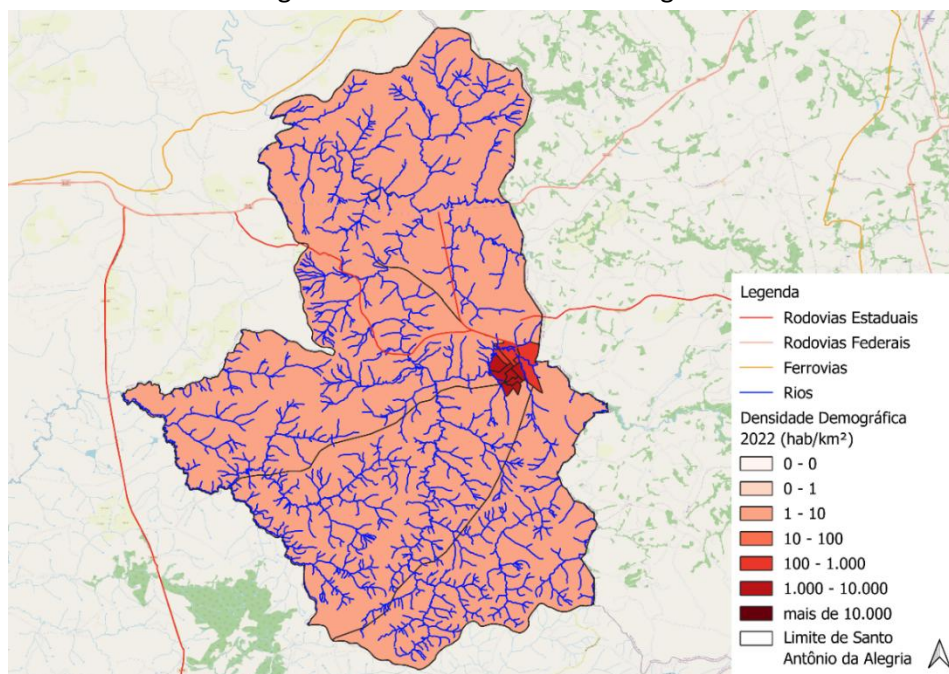 Legenda
Rodovias Estaduais
Rodovias Federais
Ferrovias
Rios
Densidade Demográfica
2022 (hab/km²)
0 - 0
0 - 1
1 - 10
10 - 100
100 - 1.000
1.000 - 10.000
mais de 10.000
Limite de Santo
Antônio da Alegria